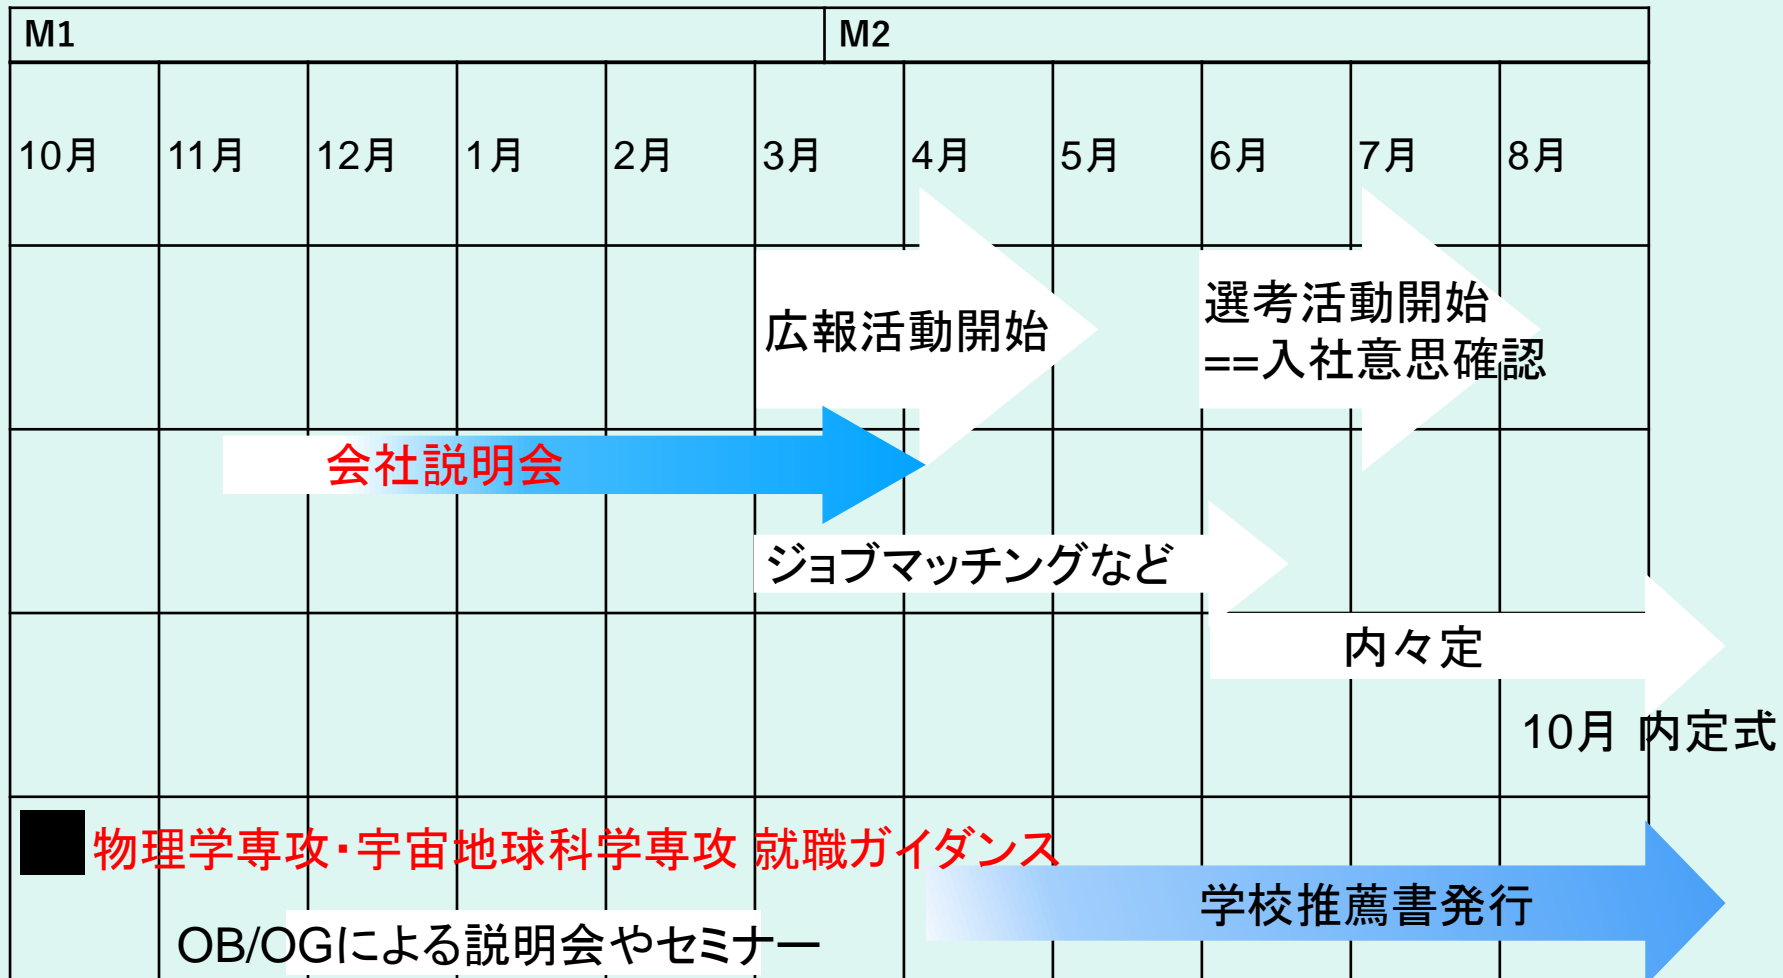 M1 M2
10月 11月 12月 1月 2月 3月 4月 5月 6月 7月 8月
広報活動開始
選考活動開始
==入社意思確認
会社説明会
ジョブマッチングなど
内々定
10月 内定式
物理学専攻・宇宙地球科学専攻 就職ガイダンス
学校推薦書発行
OB/OGによる説明会やセミナー